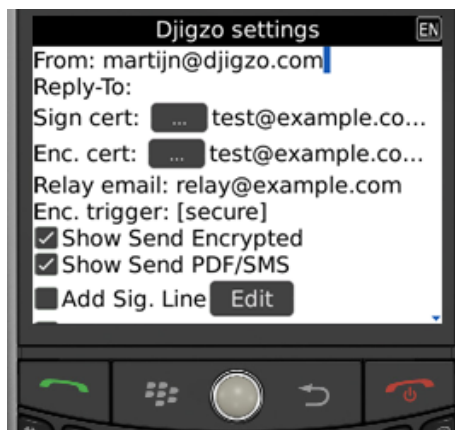 Djigzo settings EN
From: martijn@djigzo.com
Reply-To:
Sign cert: ... test@example.co...
Enc. cert: ... test@example.co...
Relay email: relay@example.com
Enc. trigger: [secure]
Show Send Encrypted
Show Send PDF/SMS
Add Sig. Line Edit